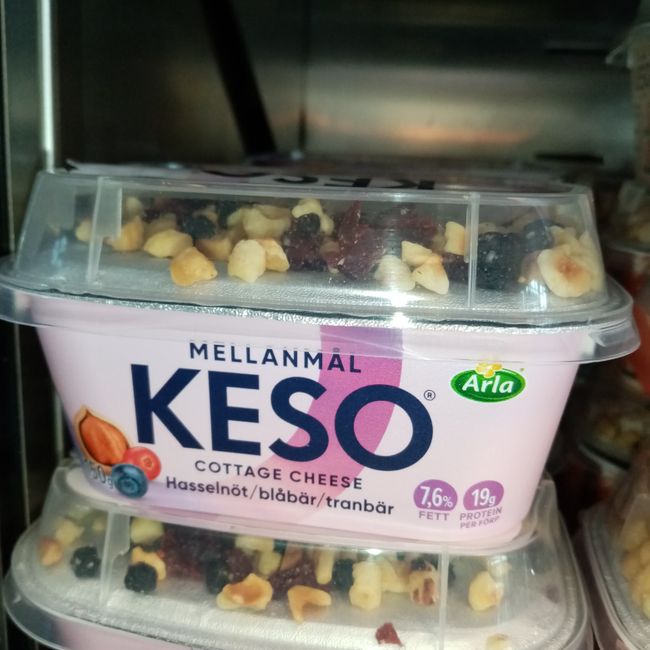 MELLANMÅL
KESO®
COTTAGE CHEESE
Hasselnöt/blåbär/tranbär
Arla
7,6%
FETT
19g
PROTEIN
PER FÖRP